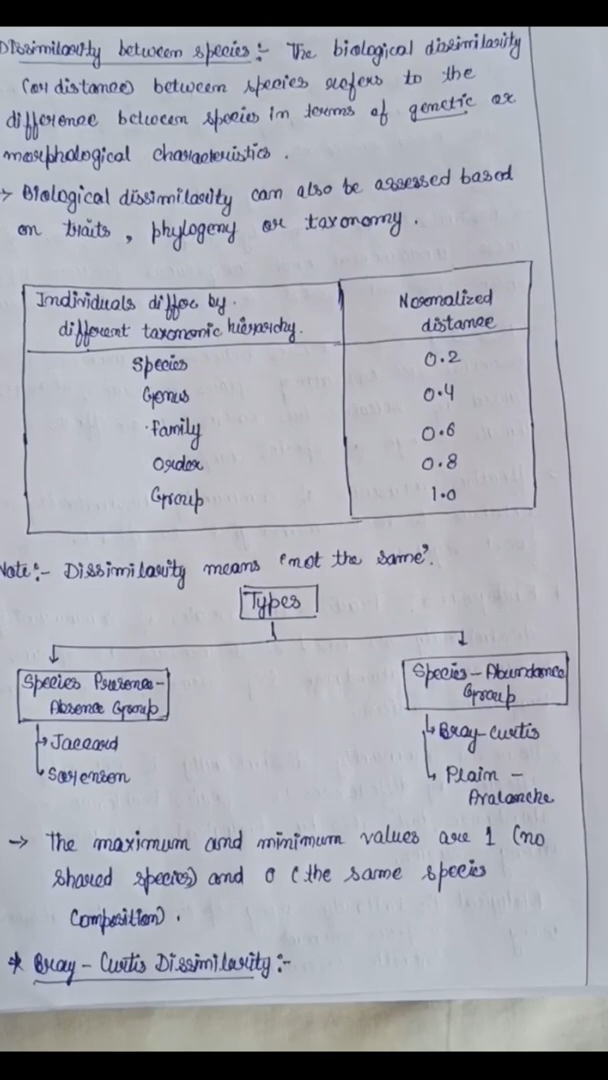 Dissimilarity between species:- The biological dissimilarity
(or distance) between species refers to the
difference between species in terms of genetic or
morphological characteristics.
→ Biological dissimilarity can also be assessed based
on traits, phylogeny or taxonomy.
Individuals differ by.
different taxonomic hierarchy.
Normalized
distance
Species 0.2
Genus 0.4
Family 0.6
Order 0.8
Group 1.0
Note:- Dissimilarity means 'not the same'.
Types
Species Presence-
Absence Group
→ Jaccard
→ Sorenson
Species-Abundance
Group
→ Bray-Curtis
→ Plain-
Avalanche
→ The maximum and minimum values are 1 (no
shared species) and 0 (the same species
composition).
* Bray-Curtis Dissimilarity:-